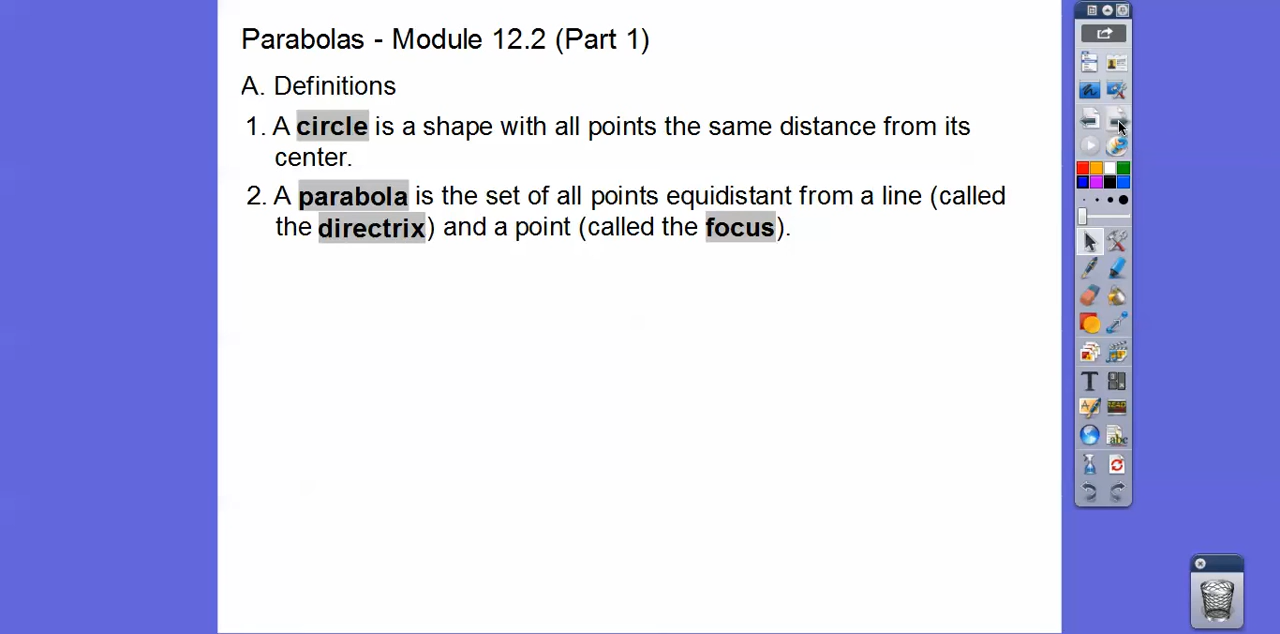 Parabolas - Module 12.2 (Part 1)
A. Definitions
1. A circle is a shape with all points the same distance from its
center.
2. A parabola is the set of all points equidistant from a line (called
the directrix) and a point (called the focus).